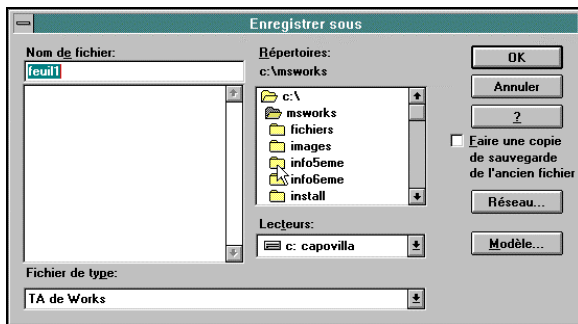 Enregistrer sous
Nom de fichier:
feuil1
Fichier de type:
TA de Works
Répertoires:
c:\msworks
c:\
msworks
fichiers
images
info5eme
info6eme
install
Lecteurs:
c: capovilla
OK
Annuler
?
Faire une copie
de sauvegarde
de l'ancien fichier
Réseau...
Modèle...